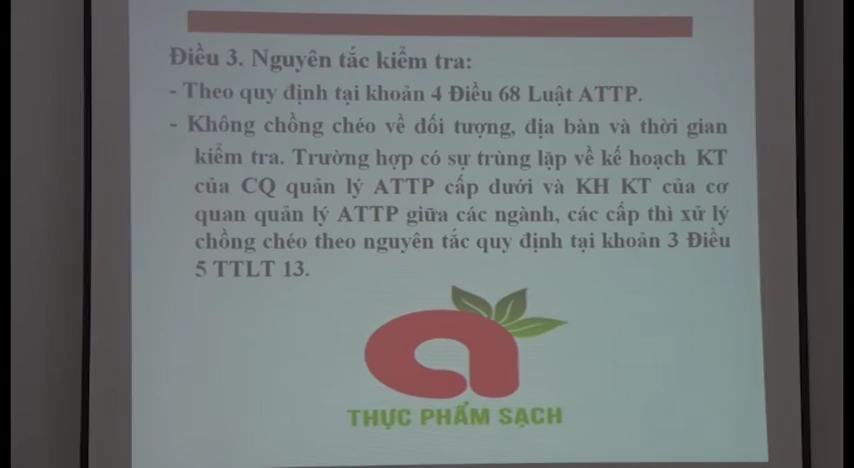 Điều 3. Nguyên tắc kiểm tra:
- Theo quy định tại khoản 4 Điều 68 Luật ATTP.
- Không chồng chéo về đối tượng, địa bàn và thời gian
kiểm tra. Trường hợp có sự trùng lặp về kế hoạch KT
của CQ quản lý ATTP cấp dưới và KH KT của cơ
quan quản lý ATTP giữa các ngành, các cấp thì xử lý
chồng chéo theo nguyên tắc quy định tại khoản 3 Điều
5 TTLT 13.
THỰC PHẨM SẠCH